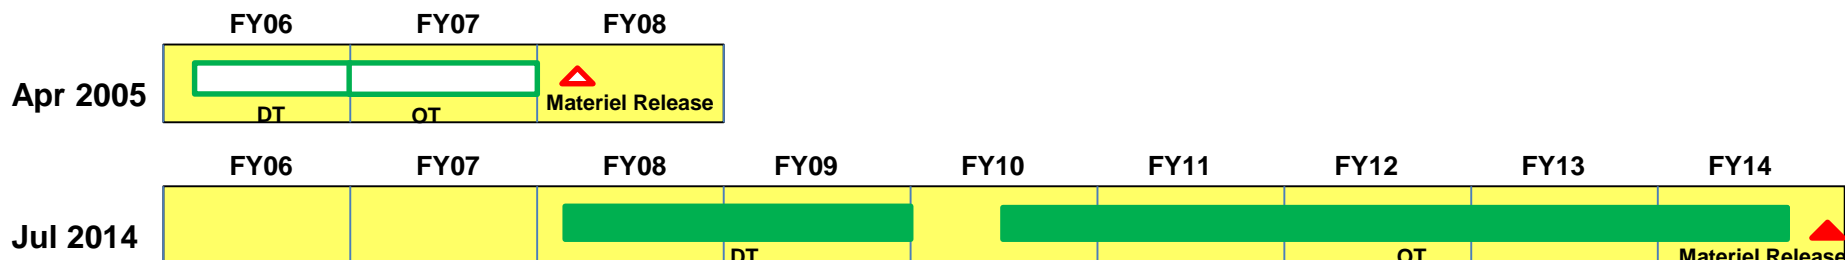 FY06 FY07 FY08
Apr 2005
DT OT Materiel Release
FY06 FY07 FY08 FY09 FY10 FY11 FY12 FY13 FY14
Jul 2014
DT OT Materiel Release